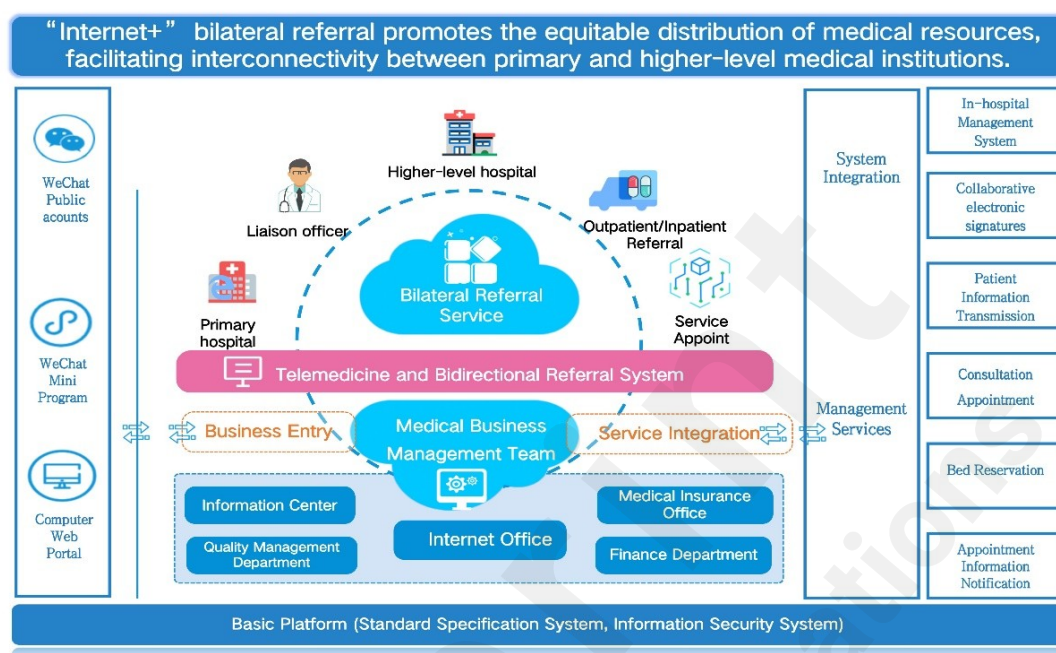 “Internet+” bilateral referral promotes the equitable distribution of medical resources,
facilitating interconnectivity between primary and higher-level medical institutions.
WeChat
Public
acounts
WeChat
Mini
Program
Computer
Web
Portal
Higher-level hospital
Liaison officer
Outpatient/Inpatient
Referral
Primary
hospital
Service
Appoint
Bilateral Referral
Service
Telemedicine and Bidirectional Referral System
Business Entry
Medical Business
Management Team
Service Integration
Information Center
Quality Management
Department
Internet Office
Medical Insurance
Office
Finance Department
System
Integration
Management
Services
In-hospital
Management
System
Collaborative
electronic
signatures
Patient
Information
Transmission
Consultation
Appointment
Bed Reservation
Appointment
Information
Notification
Basic Platform (Standard Specification System, Information Security System)